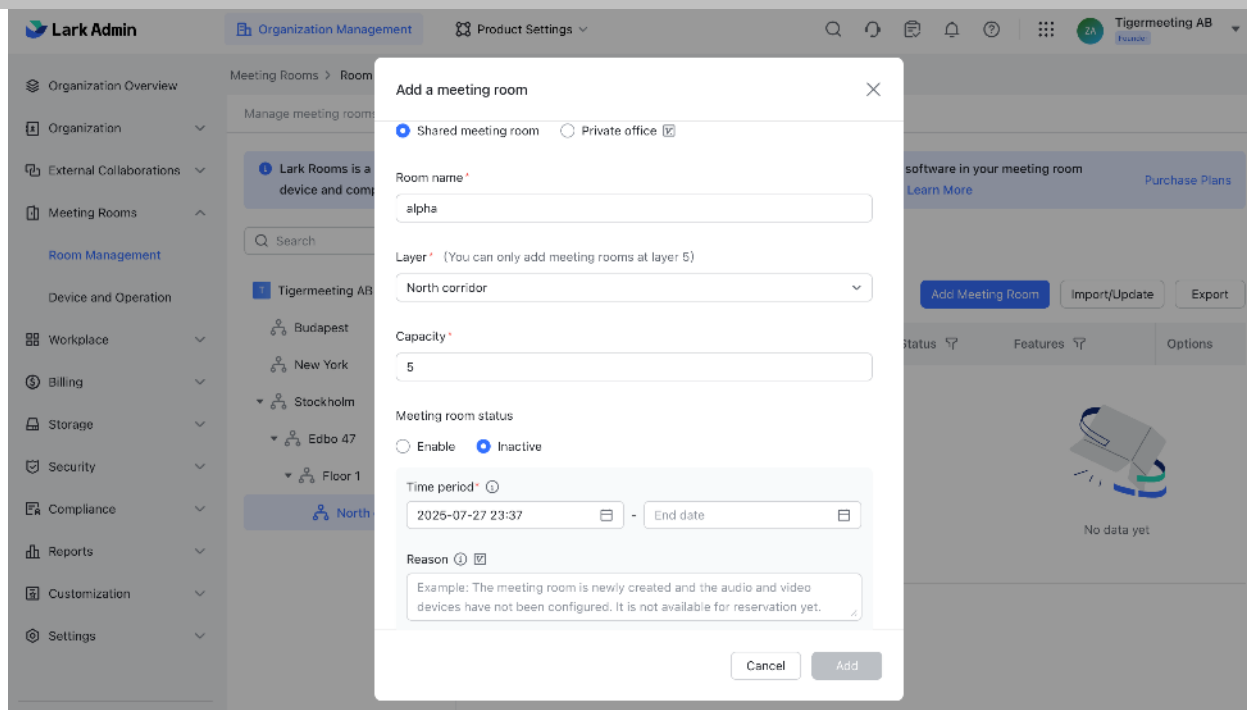 Lark Admin
Organization Management
Product Settings
ZA
Tigermeeting AB
Founder
Organization Overview
Organization
External Collaborations
Meeting Rooms
Room Management
Device and Operation
Workplace
Billing
Storage
Security
Compliance
Reports
Customization
Settings
Meeting Rooms > Room
Manage meeting rooms
Lark Rooms is a
device and comp
software in your meeting room
Learn More
Purchase Plans
Search
T Tigermeeting AB
Budapest
New York
Stockholm
Edbo 47
Floor 1
North
Add Meeting Room
Import/Update
Export
Status
Features
Options
No data yet
Add a meeting room
Shared meeting room
Private office
Room name*
alpha
Layer* (You can only add meeting rooms at layer 5)
North corridor
Capacity*
5
Meeting room status
Enable
Inactive
Time period*
2025-07-27 23:37 - End date
Reason
Example: The meeting room is newly created and the audio and video
devices have not been configured. It is not available for reservation yet.
Cancel
Add